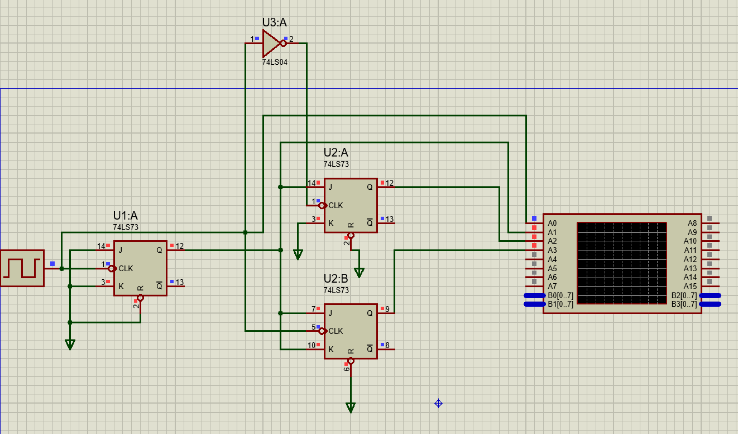 U3:A
1 2
74LS04
U2:A
74LS73
14 J Q 12
1 CLK
3 K Q 13
R
2
U1:A
74LS73
14 J Q 12
1 CLK
3 K Q 13
R
2
U2:B
74LS73
7 J Q 9
5 CLK
10 K Q 8
R
6
A0 A8
A1 A9
A2 A10
A3 A11
A4 A12
A5 A13
A6 A14
A7 A15
B0[0..7] B2[0..7]
B1[0..7] B3[0..7]